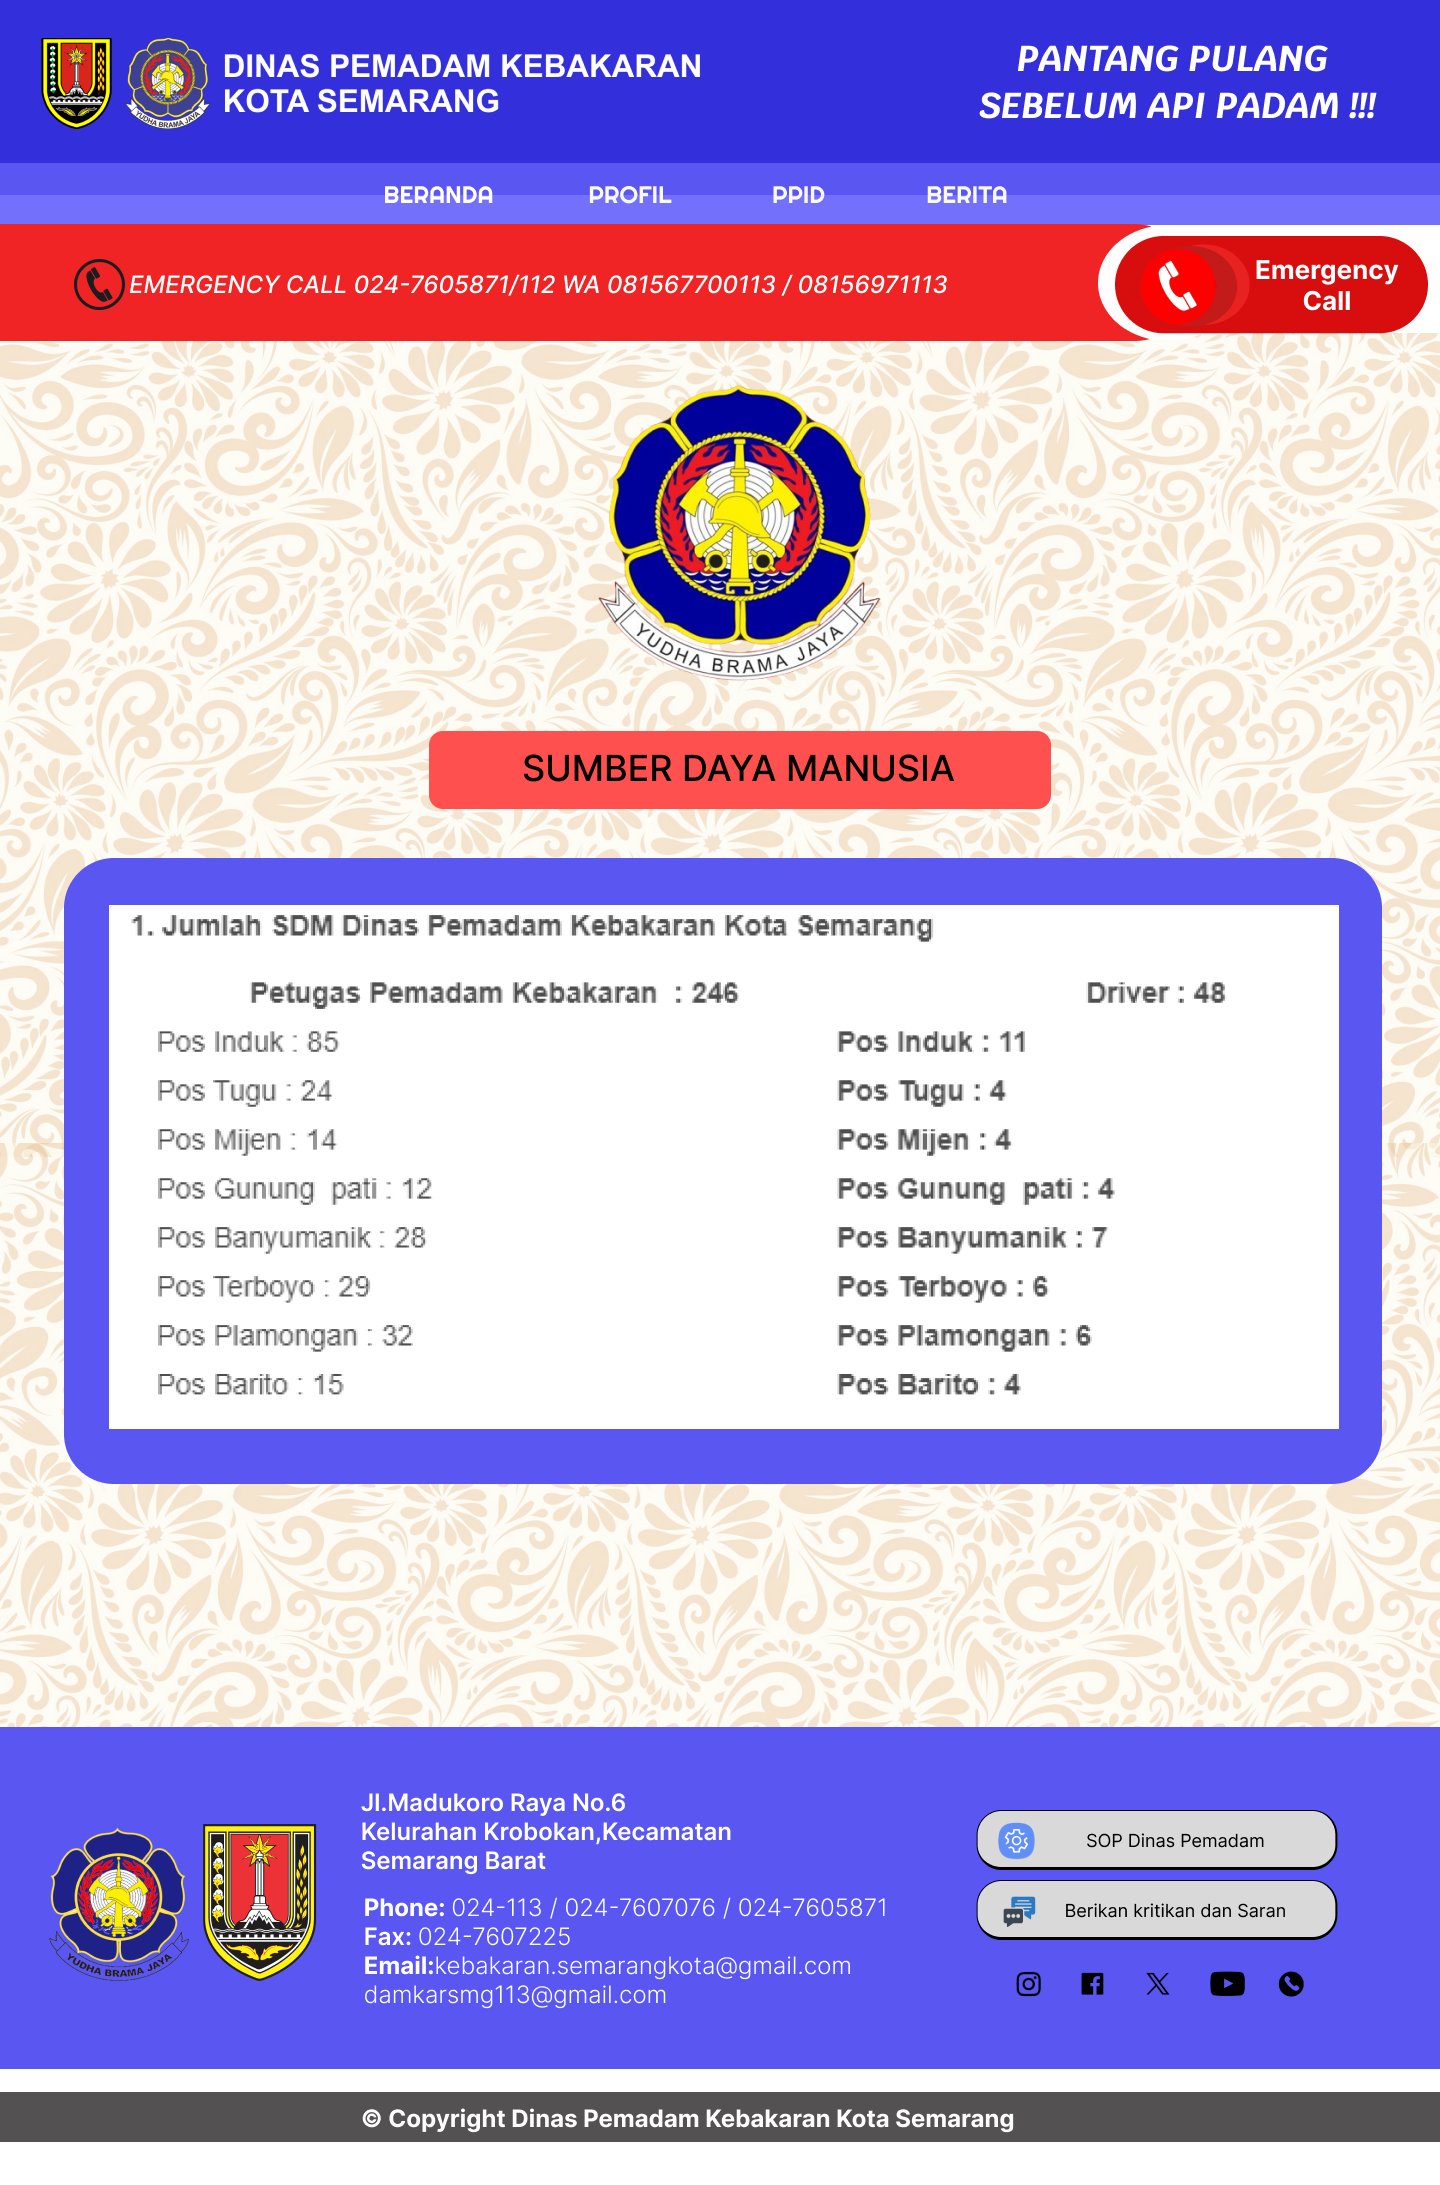 YUDHA BRAMA JAYA
DINAS PEMADAM KEBAKARAN
KOTA SEMARANG
PANTANG PULANG
SEBELUM API PADAM !!!
BERANDA
PROFIL
PPID
BERITA
EMERGENCY CALL 024-7605871/112 WA 081567700113 / 08156971113
Emergency
Call
YUDHA BRAMA JAYA
SUMBER DAYA MANUSIA
1. Jumlah SDM Dinas Pemadam Kebakaran Kota Semarang
Petugas Pemadam Kebakaran : 246
Driver : 48
Pos Induk : 85
Pos Induk : 11
Pos Tugu : 24
Pos Tugu : 4
Pos Mijen : 14
Pos Mijen : 4
Pos Gunung pati : 12
Pos Gunung pati : 4
Pos Banyumanik : 28
Pos Banyumanik : 7
Pos Terboyo : 29
Pos Terboyo : 6
Pos Plamongan : 32
Pos Plamongan : 6
Pos Barito : 15
Pos Barito : 4
YUDHA BRAMA JAYA
Jl.Madukoro Raya No.6
Kelurahan Krobokan,Kecamatan
Semarang Barat
Phone: 024-113 / 024-7607076 / 024-7605871
Fax: 024-7607225
Email:kebakaran.semarangkota@gmail.com
damkarsmg113@gmail.com
SOP Dinas Pemadam
Berikan kritikan dan Saran
© Copyright Dinas Pemadam Kebakaran Kota Semarang